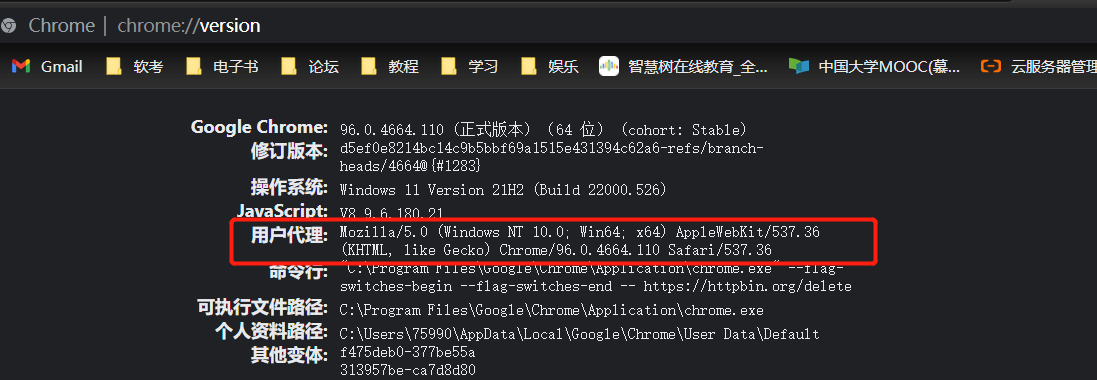 Chrome | chrome://version
Gmail 软考 电子书 论坛 教程 学习 娱乐 智慧树在线教育_全... 中国大学MOOC(慕... 云服务器管理
Google Chrome: 96.0.4664.110 (正式版本) (64 位) (cohort: Stable)
修订版本: d5ef0e8214bc14c9b5bbf69a1515e431394c62a6-refs/branch-
heads/4664@{#1283}
操作系统: Windows 11 Version 21H2 (Build 22000.526)
JavaScript: V8 9.6.180.21
用户代理: Mozilla/5.0 (Windows NT 10.0; Win64; x64) AppleWebKit/537.36
(KHTML, like Gecko) Chrome/96.0.4664.110 Safari/537.36
命令行: "C:\Program Files\Google\Chrome\Application\chrome.exe" --flag-
switches-begin --flag-switches-end -- https://httpbin.org/delete
可执行文件路径: C:\Program Files\Google\Chrome\Application\chrome.exe
个人资料路径: C:\Users\75990\AppData\Local\Google\Chrome\User Data\Default
其他变体: f475deb0-377be55a
313957be-ca7d8d80